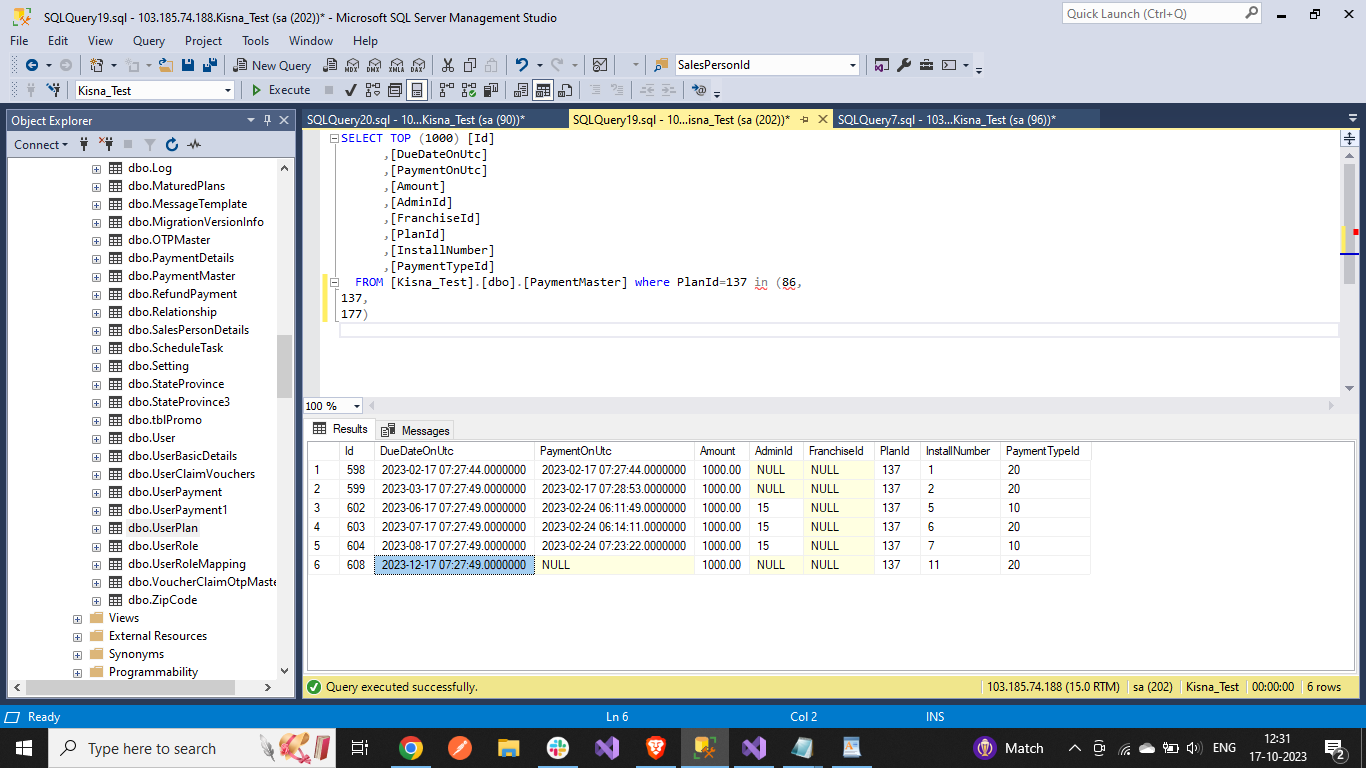 SQLQuery19.sql - 103.185.74.188.Kisna_Test (sa (202))* - Microsoft SQL Server Management Studio
Quick Launch (Ctrl+Q)
File Edit View Query Project Tools Window Help
New Query
MDX DMX XMLA DAX
SalesPersonId
Kisna_Test
Execute
Object Explorer
SQLQuery20.sql - 10...Kisna_Test (sa (90))*
SQLQuery19.sql - 10...isna_Test (sa (202))*
SQLQuery7.sql - 103...Kisna_Test (sa (96))*
Connect
dbo.Log
dbo.MaturedPlans
dbo.MessageTemplate
dbo.MigrationVersionInfo
dbo.OTPMaster
dbo.PaymentDetails
dbo.PaymentMaster
dbo.RefundPayment
dbo.Relationship
dbo.SalesPersonDetails
dbo.ScheduleTask
dbo.Setting
dbo.StateProvince
dbo.StateProvince3
dbo.tblPromo
dbo.User
dbo.UserBasicDetails
dbo.UserClaimVouchers
dbo.UserPayment
dbo.UserPayment1
dbo.UserPlan
dbo.UserRole
dbo.UserRoleMapping
dbo.VoucherClaimOtpMaste
dbo.ZipCode
Views
External Resources
Synonyms
Programmability
SELECT TOP (1000) [Id]
,[DueDateOnUtc]
,[PaymentOnUtc]
,[Amount]
,[AdminId]
,[FranchiseId]
,[PlanId]
,[InstallNumber]
,[PaymentTypeId]
FROM [Kisna_Test].[dbo].[PaymentMaster] where PlanId=137 in (86,
137,
177)
100 %
Results Messages
Id DueDateOnUtc PaymentOnUtc Amount AdminId FranchiseId PlanId InstallNumber PaymentTypeId
1 598 2023-02-17 07:27:44.0000000 2023-02-17 07:27:44.0000000 1000.00 NULL NULL 137 1 20
2 599 2023-03-17 07:27:49.0000000 2023-02-17 07:28:53.0000000 1000.00 NULL NULL 137 2 20
3 602 2023-06-17 07:27:49.0000000 2023-02-24 06:11:49.0000000 1000.00 15 NULL 137 5 10
4 603 2023-07-17 07:27:49.0000000 2023-02-24 06:14:11.0000000 1000.00 15 NULL 137 6 20
5 604 2023-08-17 07:27:49.0000000 2023-02-24 07:23:22.0000000 1000.00 15 NULL 137 7 10
6 608 2023-12-17 07:27:49.0000000 NULL 1000.00 NULL NULL 137 11 20
Query executed successfully.
103.185.74.188 (15.0 RTM) sa (202) Kisna_Test 00:00:00 6 rows
Ready Ln 6 Col 2 INS
Type here to search
Match
ENG
12:31
17-10-2023
2